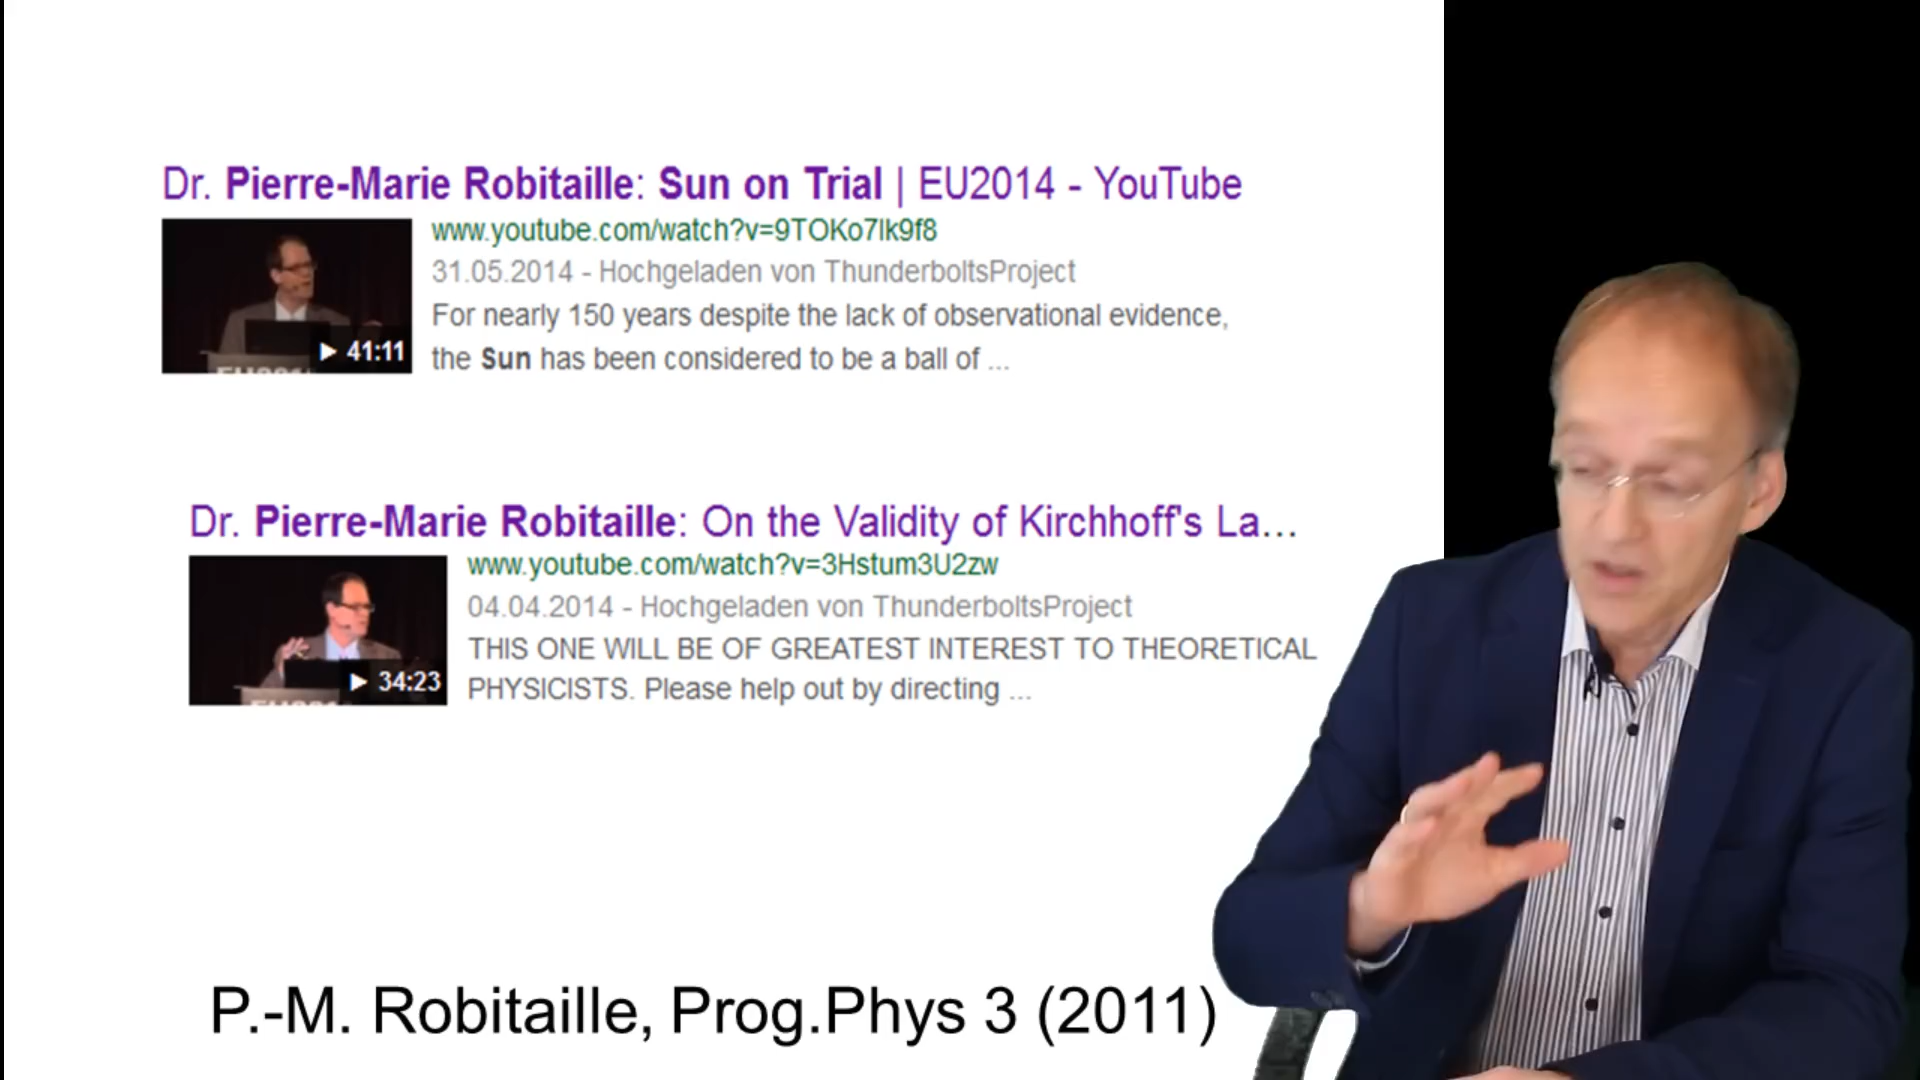 Dr. Pierre-Marie Robitaille: Sun on Trial | EU2014 - YouTube
www.youtube.com/watch?v=9TOKo7lk9f8
31.05.2014 - Hochgeladen von ThunderboltsProject
For nearly 150 years despite the lack of observational evidence,
the Sun has been considered to be a ball of ...
41:11
Dr. Pierre-Marie Robitaille: On the Validity of Kirchhoff's La...
www.youtube.com/watch?v=3Hstum3U2zw
04.04.2014 - Hochgeladen von ThunderboltsProject
THIS ONE WILL BE OF GREATEST INTEREST TO THEORETICAL
PHYSICISTS. Please help out by directing ...
34:23
P.-M. Robitaille, Prog.Phys 3 (2011)